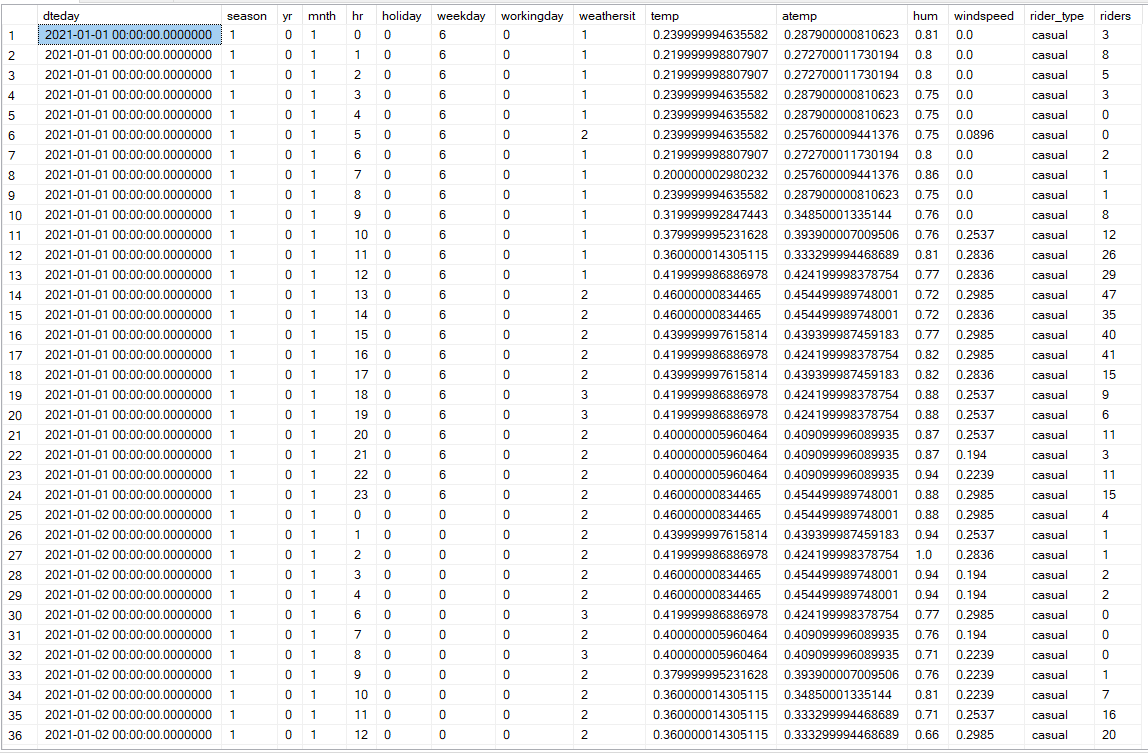 dteday season yr mnth hr holiday weekday workingday weathersit temp atemp hum windspeed rider_type riders
1 2021-01-01 00:00:00.0000000 1 0 1 0 0 6 0 1 0.239999994635582 0.287900000810623 0.81 0.0 casual 3
2 2021-01-01 00:00:00.0000000 1 0 1 1 0 6 0 1 0.219999998807907 0.272700011730194 0.8 0.0 casual 8
3 2021-01-01 00:00:00.0000000 1 0 1 2 0 6 0 1 0.219999998807907 0.272700011730194 0.8 0.0 casual 5
4 2021-01-01 00:00:00.0000000 1 0 1 3 0 6 0 1 0.239999994635582 0.287900000810623 0.75 0.0 casual 3
5 2021-01-01 00:00:00.0000000 1 0 1 4 0 6 0 1 0.239999994635582 0.287900000810623 0.75 0.0 casual 0
6 2021-01-01 00:00:00.0000000 1 0 1 5 0 6 0 2 0.239999994635582 0.257600009441376 0.75 0.0896 casual 0
7 2021-01-01 00:00:00.0000000 1 0 1 6 0 6 0 1 0.219999998807907 0.272700011730194 0.8 0.0 casual 2
8 2021-01-01 00:00:00.0000000 1 0 1 7 0 6 0 1 0.200000002980232 0.257600009441376 0.86 0.0 casual 1
9 2021-01-01 00:00:00.0000000 1 0 1 8 0 6 0 1 0.239999994635582 0.287900000810623 0.75 0.0 casual 1
10 2021-01-01 00:00:00.0000000 1 0 1 9 0 6 0 1 0.319999992847443 0.34850001335144 0.76 0.0 casual 8
11 2021-01-01 00:00:00.0000000 1 0 1 10 0 6 0 1 0.379999995231628 0.393900007009506 0.76 0.2537 casual 12
12 2021-01-01 00:00:00.0000000 1 0 1 11 0 6 0 1 0.360000014305115 0.333299994468689 0.81 0.2836 casual 26
13 2021-01-01 00:00:00.0000000 1 0 1 12 0 6 0 1 0.419999986886978 0.424199998378754 0.77 0.2836 casual 29
14 2021-01-01 00:00:00.0000000 1 0 1 13 0 6 0 2 0.46000000834465 0.454499989748001 0.72 0.2985 casual 47
15 2021-01-01 00:00:00.0000000 1 0 1 14 0 6 0 2 0.46000000834465 0.454499989748001 0.72 0.2836 casual 35
16 2021-01-01 00:00:00.0000000 1 0 1 15 0 6 0 2 0.439999997615814 0.439399987459183 0.77 0.2985 casual 40
17 2021-01-01 00:00:00.0000000 1 0 1 16 0 6 0 2 0.419999986886978 0.424199998378754 0.82 0.2985 casual 41
18 2021-01-01 00:00:00.0000000 1 0 1 17 0 6 0 2 0.439999997615814 0.439399987459183 0.82 0.2836 casual 15
19 2021-01-01 00:00:00.0000000 1 0 1 18 0 6 0 3 0.419999986886978 0.424199998378754 0.88 0.2537 casual 9
20 2021-01-01 00:00:00.0000000 1 0 1 19 0 6 0 3 0.419999986886978 0.424199998378754 0.88 0.2537 casual 6
21 2021-01-01 00:00:00.0000000 1 0 1 20 0 6 0 2 0.400000005960464 0.409099996089935 0.87 0.2537 casual 11
22 2021-01-01 00:00:00.0000000 1 0 1 21 0 6 0 2 0.400000005960464 0.409099996089935 0.87 0.194 casual 3
23 2021-01-01 00:00:00.0000000 1 0 1 22 0 6 0 2 0.400000005960464 0.409099996089935 0.94 0.2239 casual 11
24 2021-01-01 00:00:00.0000000 1 0 1 23 0 6 0 2 0.46000000834465 0.454499989748001 0.88 0.2985 casual 15
25 2021-01-02 00:00:00.0000000 1 0 1 0 0 0 0 2 0.46000000834465 0.454499989748001 0.88 0.2985 casual 4
26 2021-01-02 00:00:00.0000000 1 0 1 1 0 0 0 2 0.439999997615814 0.439399987459183 0.94 0.2537 casual 1
27 2021-01-02 00:00:00.0000000 1 0 1 2 0 0 0 2 0.419999986886978 0.424199998378754 1.0 0.2836 casual 1
28 2021-01-02 00:00:00.0000000 1 0 1 3 0 0 0 2 0.46000000834465 0.454499989748001 0.94 0.194 casual 2
29 2021-01-02 00:00:00.0000000 1 0 1 4 0 0 0 2 0.46000000834465 0.454499989748001 0.94 0.194 casual 2
30 2021-01-02 00:00:00.0000000 1 0 1 6 0 0 0 3 0.419999986886978 0.424199998378754 0.77 0.2985 casual 0
31 2021-01-02 00:00:00.0000000 1 0 1 7 0 0 0 2 0.400000005960464 0.409099996089935 0.76 0.194 casual 0
32 2021-01-02 00:00:00.0000000 1 0 1 8 0 0 0 3 0.400000005960464 0.409099996089935 0.71 0.2239 casual 0
33 2021-01-02 00:00:00.0000000 1 0 1 9 0 0 0 2 0.379999995231628 0.393900007009506 0.76 0.2239 casual 1
34 2021-01-02 00:00:00.0000000 1 0 1 10 0 0 0 2 0.360000014305115 0.34850001335144 0.81 0.2239 casual 7
35 2021-01-02 00:00:00.0000000 1 0 1 11 0 0 0 2 0.360000014305115 0.333299994468689 0.71 0.2537 casual 16
36 2021-01-02 00:00:00.0000000 1 0 1 12 0 0 0 2 0.360000014305115 0.333299994468689 0.66 0.2985 casual 20